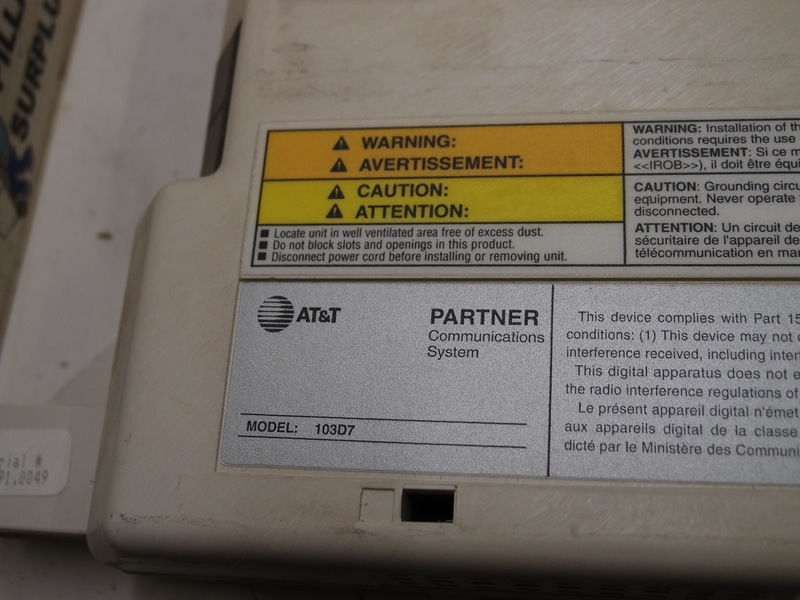 SURPLU
WARNING:
AVERTISSEMENT:
CAUTION:
ATTENTION:
Locate unit in well ventilated area free of excess dust.
Do not block slots and openings in this product.
Disconnect power cord before installing or removing unit.
WARNING: Installation of th
conditions requires the use
AVERTISSEMENT: Si ce m
<<IROB>>), il doit être équi
CAUTION: Grounding circu
equipment. Never operate
disconnected.
ATTENTION: Un circuit de
sécuritaire de l'appareil de
télécommunication en ma
AT&T
PARTNER
Communications
System
MODEL: 103D7
This device complies with Part 15
conditions: (1) This device may not
interference received, including inter
This digital apparatus does not e
the radio interference regulations of
Le présent appareil digital n'émet
aux appareils digital de la classe
dicté par le Ministère des Communi
rial #
91.0049